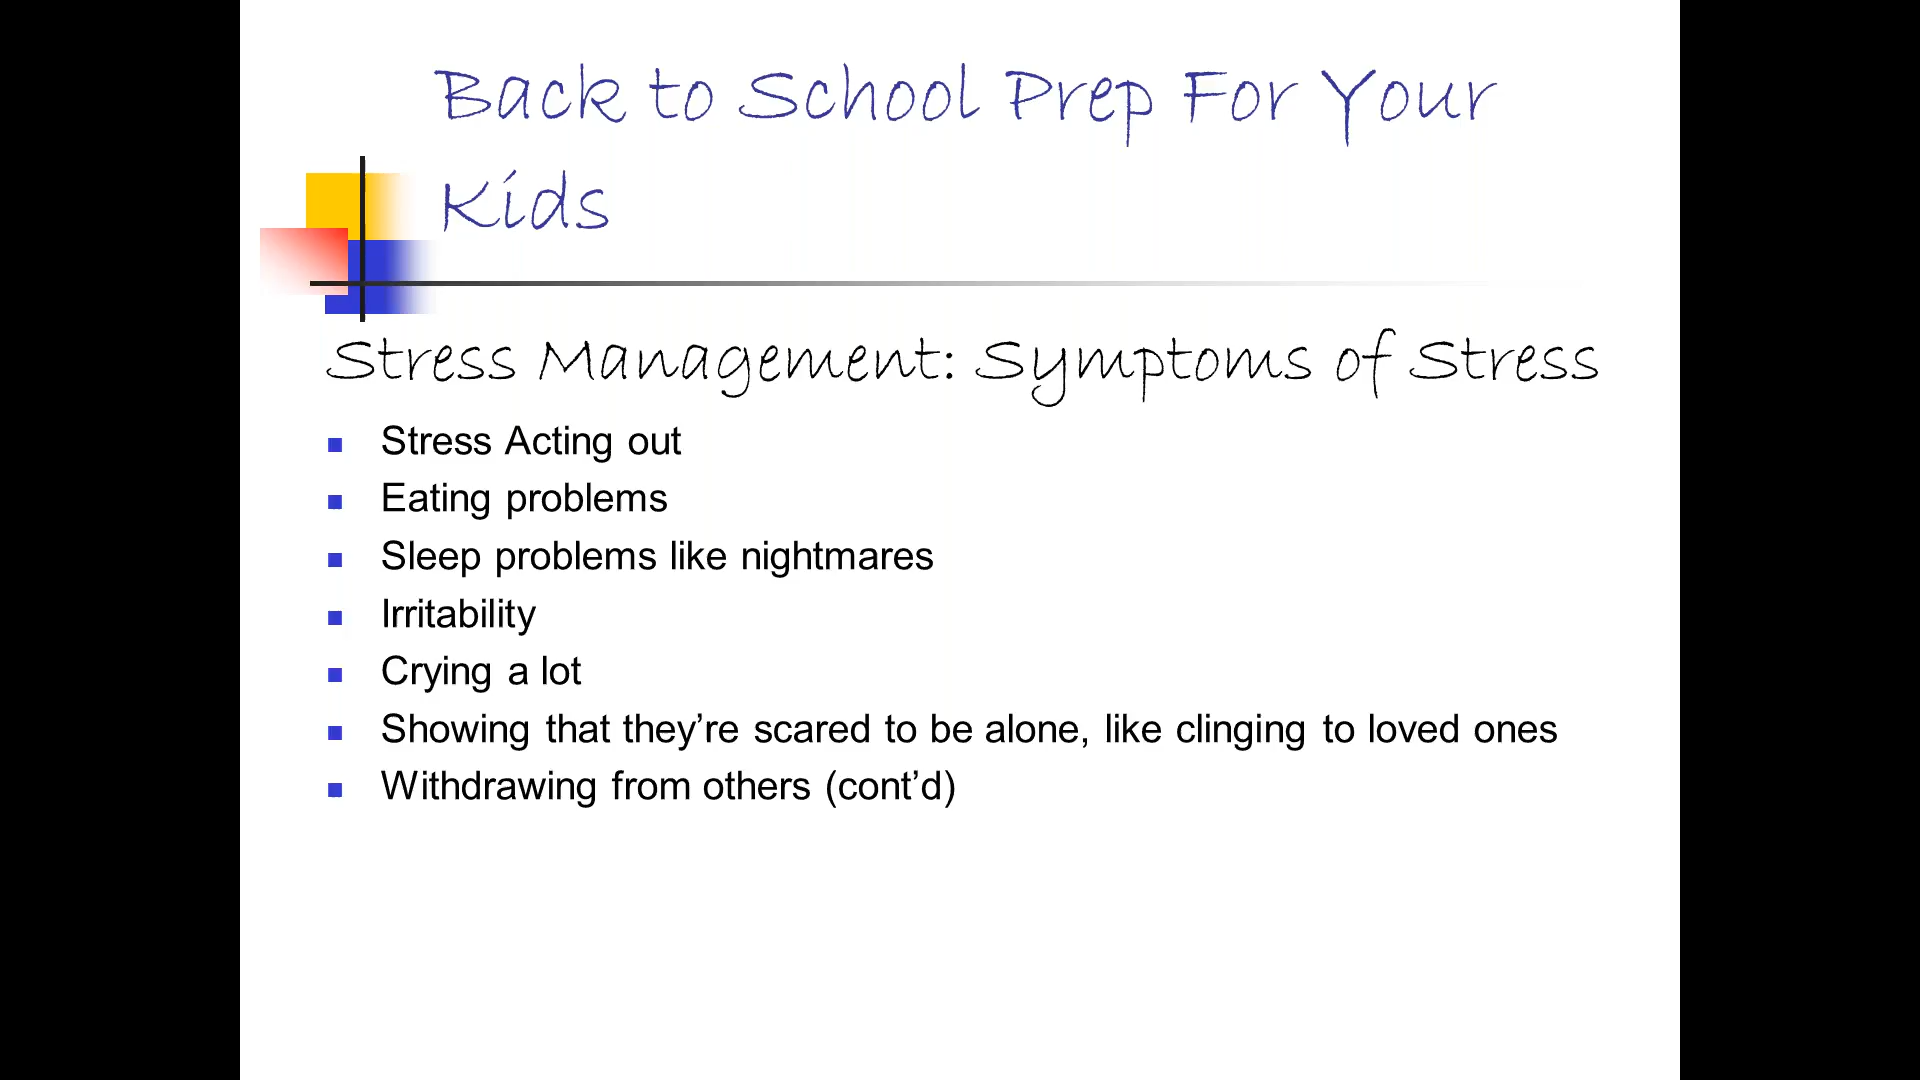 Back to School Prep For Your
Kids
Stress Management: Symptoms of Stress
Stress Acting out
Eating problems
Sleep problems like nightmares
Irritability
Crying a lot
Showing that they’re scared to be alone, like clinging to loved ones
Withdrawing from others (cont’d)